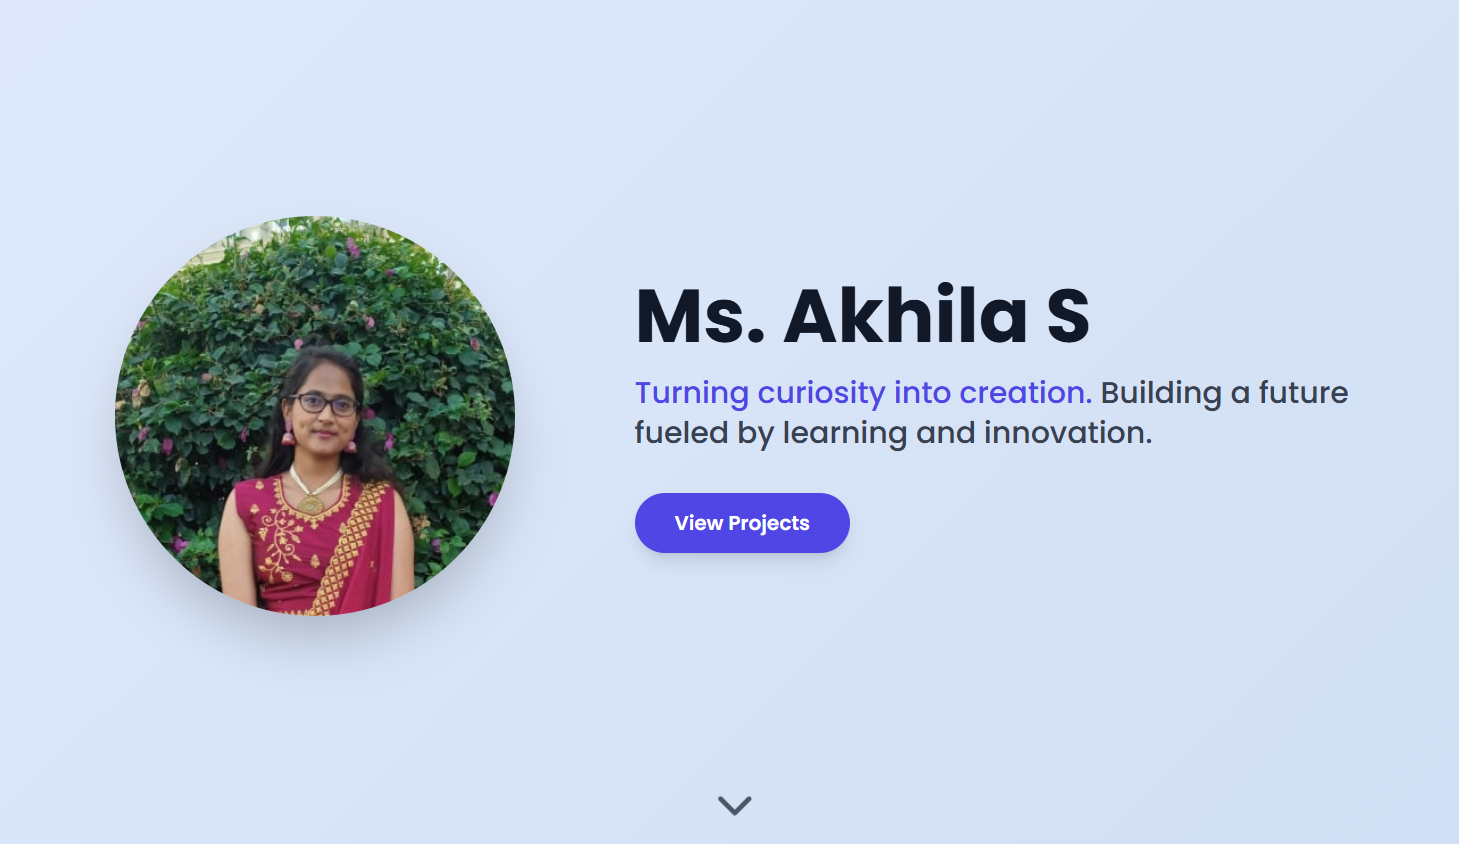 Ms. Akhila S
Turning curiosity into creation. Building a future
fueled by learning and innovation.
View Projects